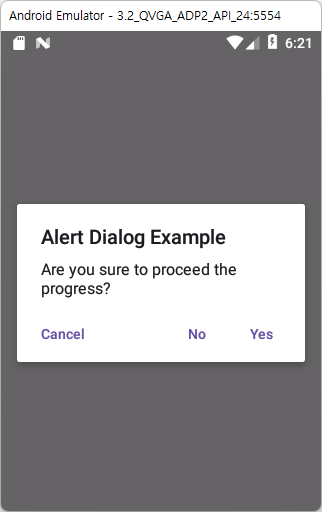 Android Emulator - 3.2_QVGA_ADP2_API_24:5554
6:21
Alert Dialog Example
Are you sure to proceed the
progress?
Cancel No Yes